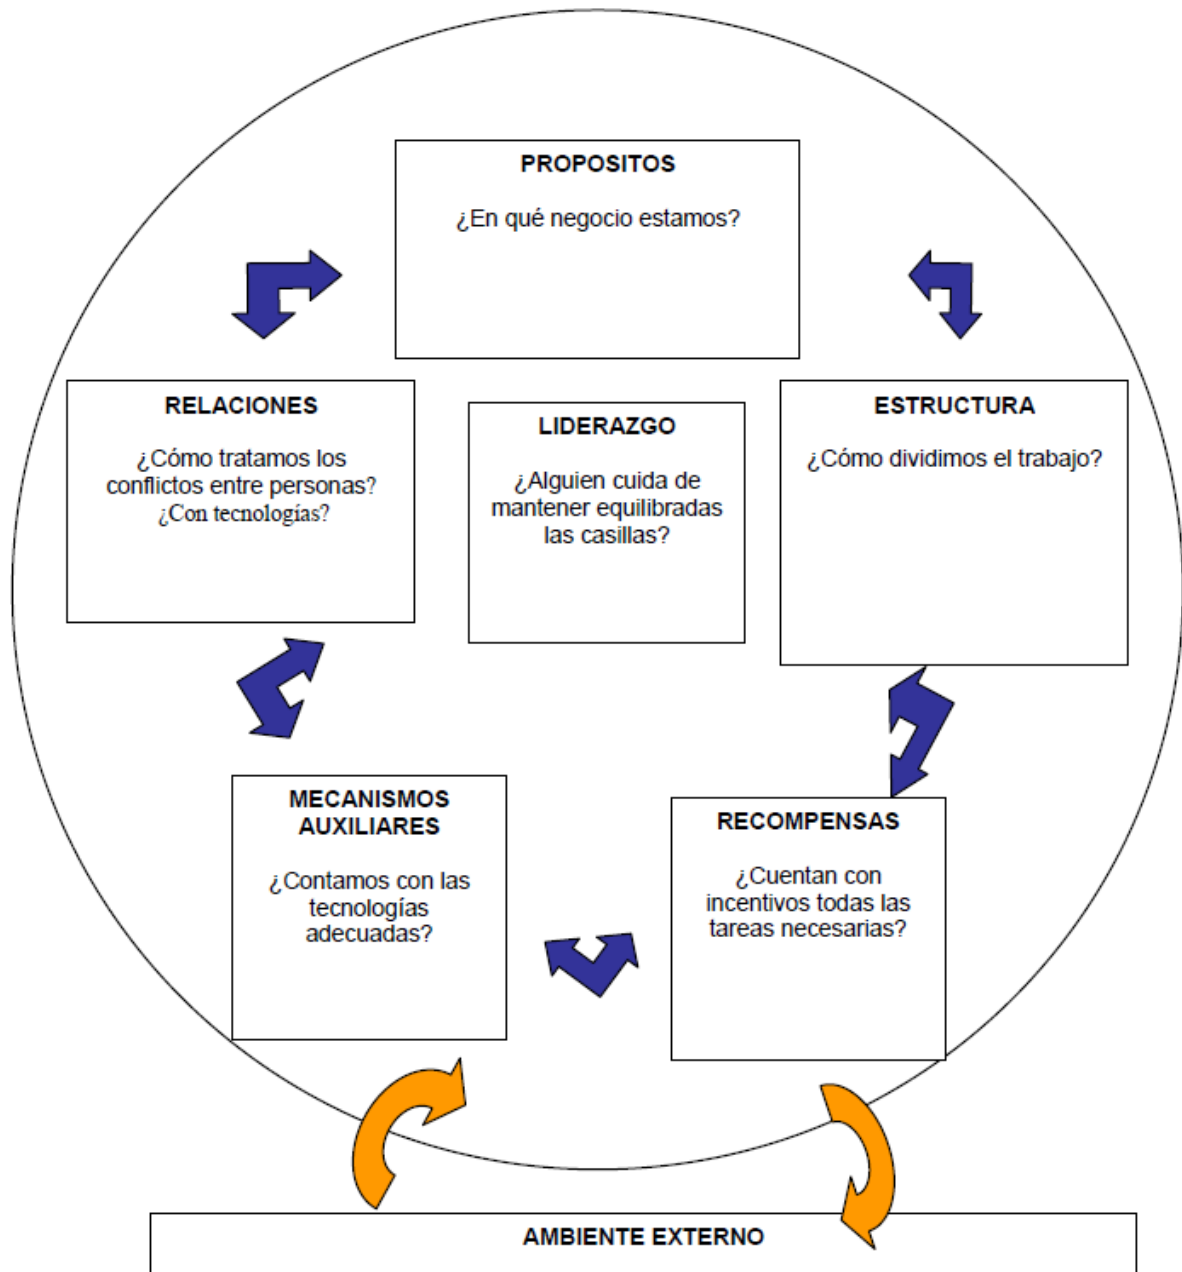 PROPOSITOS
¿En qué negocio estamos?
RELACIONES
¿Cómo tratamos los
conflictos entre personas?
¿Con tecnologías?
LIDERAZGO
¿Alguien cuida de
mantener equilibradas
las casillas?
ESTRUCTURA
¿Cómo dividimos el trabajo?
MECANISMOS
AUXILIARES
¿Contamos con las
tecnologías
adecuadas?
RECOMPENSAS
¿Cuentan con
incentivos todas las
tareas necesarias?
AMBIENTE EXTERNO